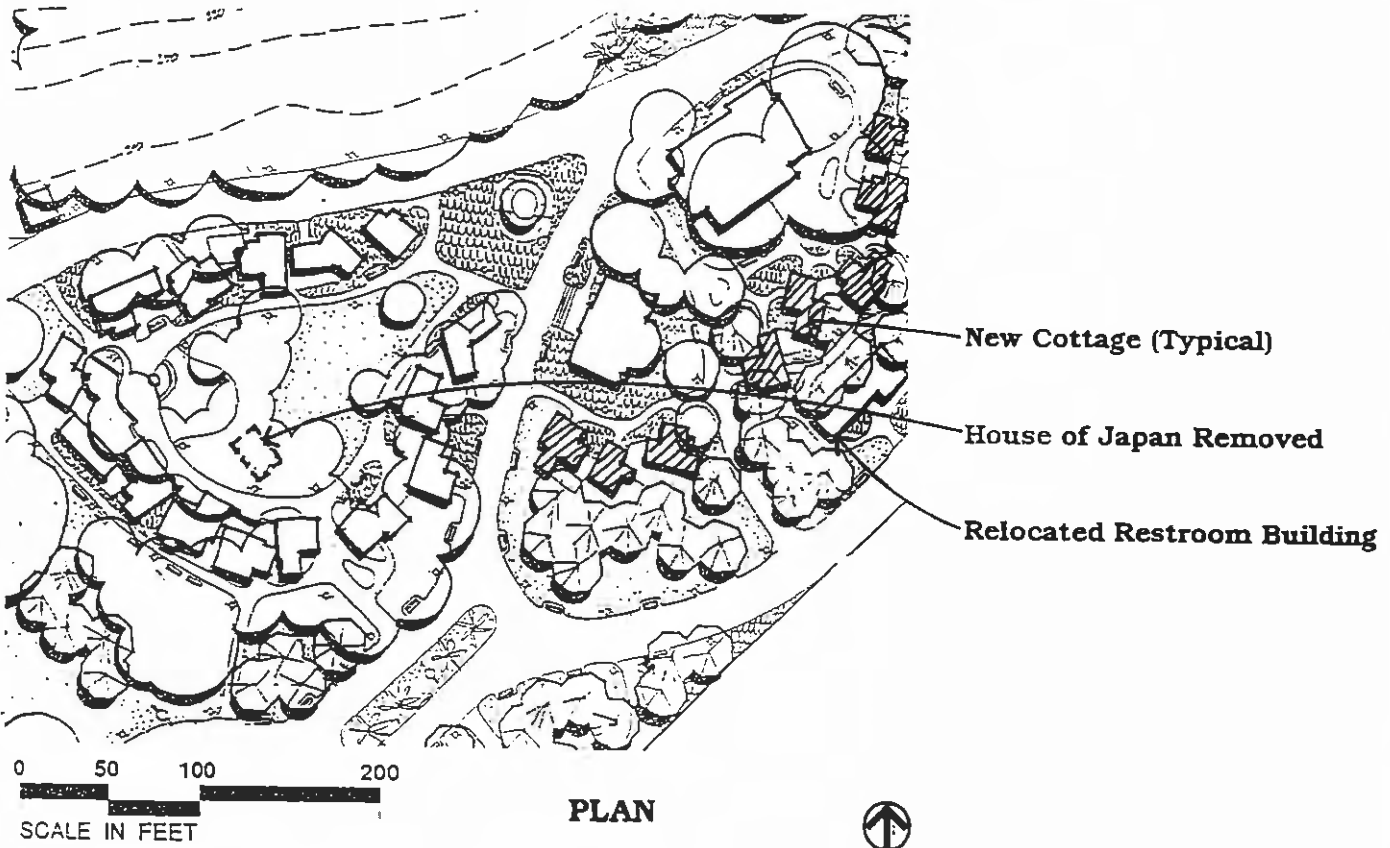 New Cottage (Typical)
House of Japan Removed
Relocated Restroom Building
0 50 100 200
SCALE IN FEET
PLAN